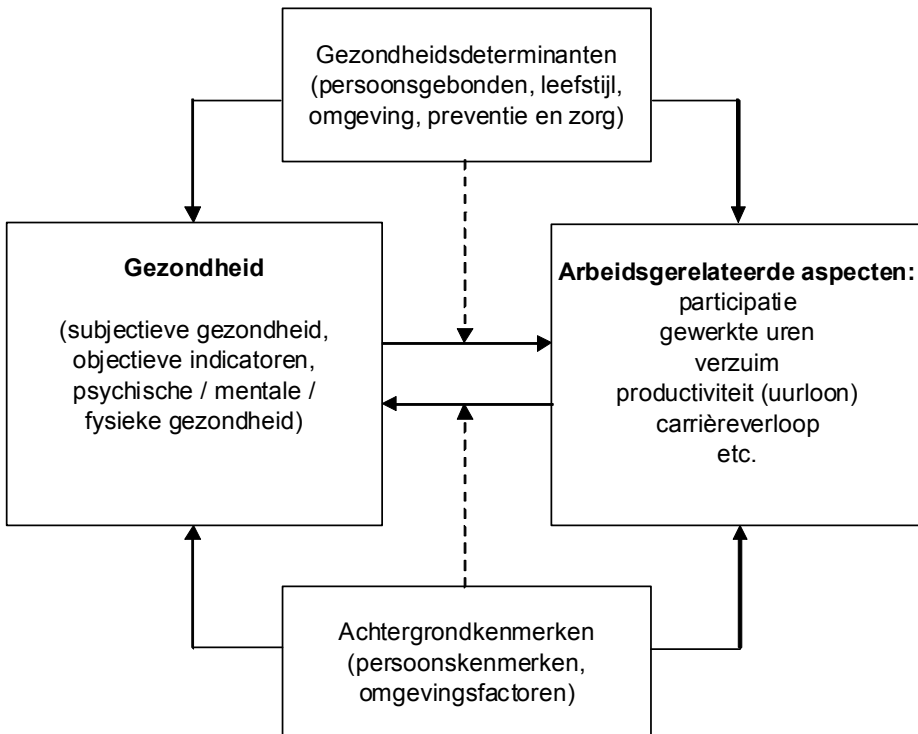 Gezondheidsdeterminanten
(persoonsgebonden, leefstijl,
omgeving, preventie en zorg)
Gezondheid
(subjectieve gezondheid,
objectieve indicatoren,
psychische / mentale /
fysieke gezondheid)
Arbeidsgerelateerde aspecten:
participatie
gewerkte uren
verzuim
productiviteit (uurloon)
carrièreverloop
etc.
Achtergrondkenmerken
(persoonskenmerken,
omgevingsfactoren)